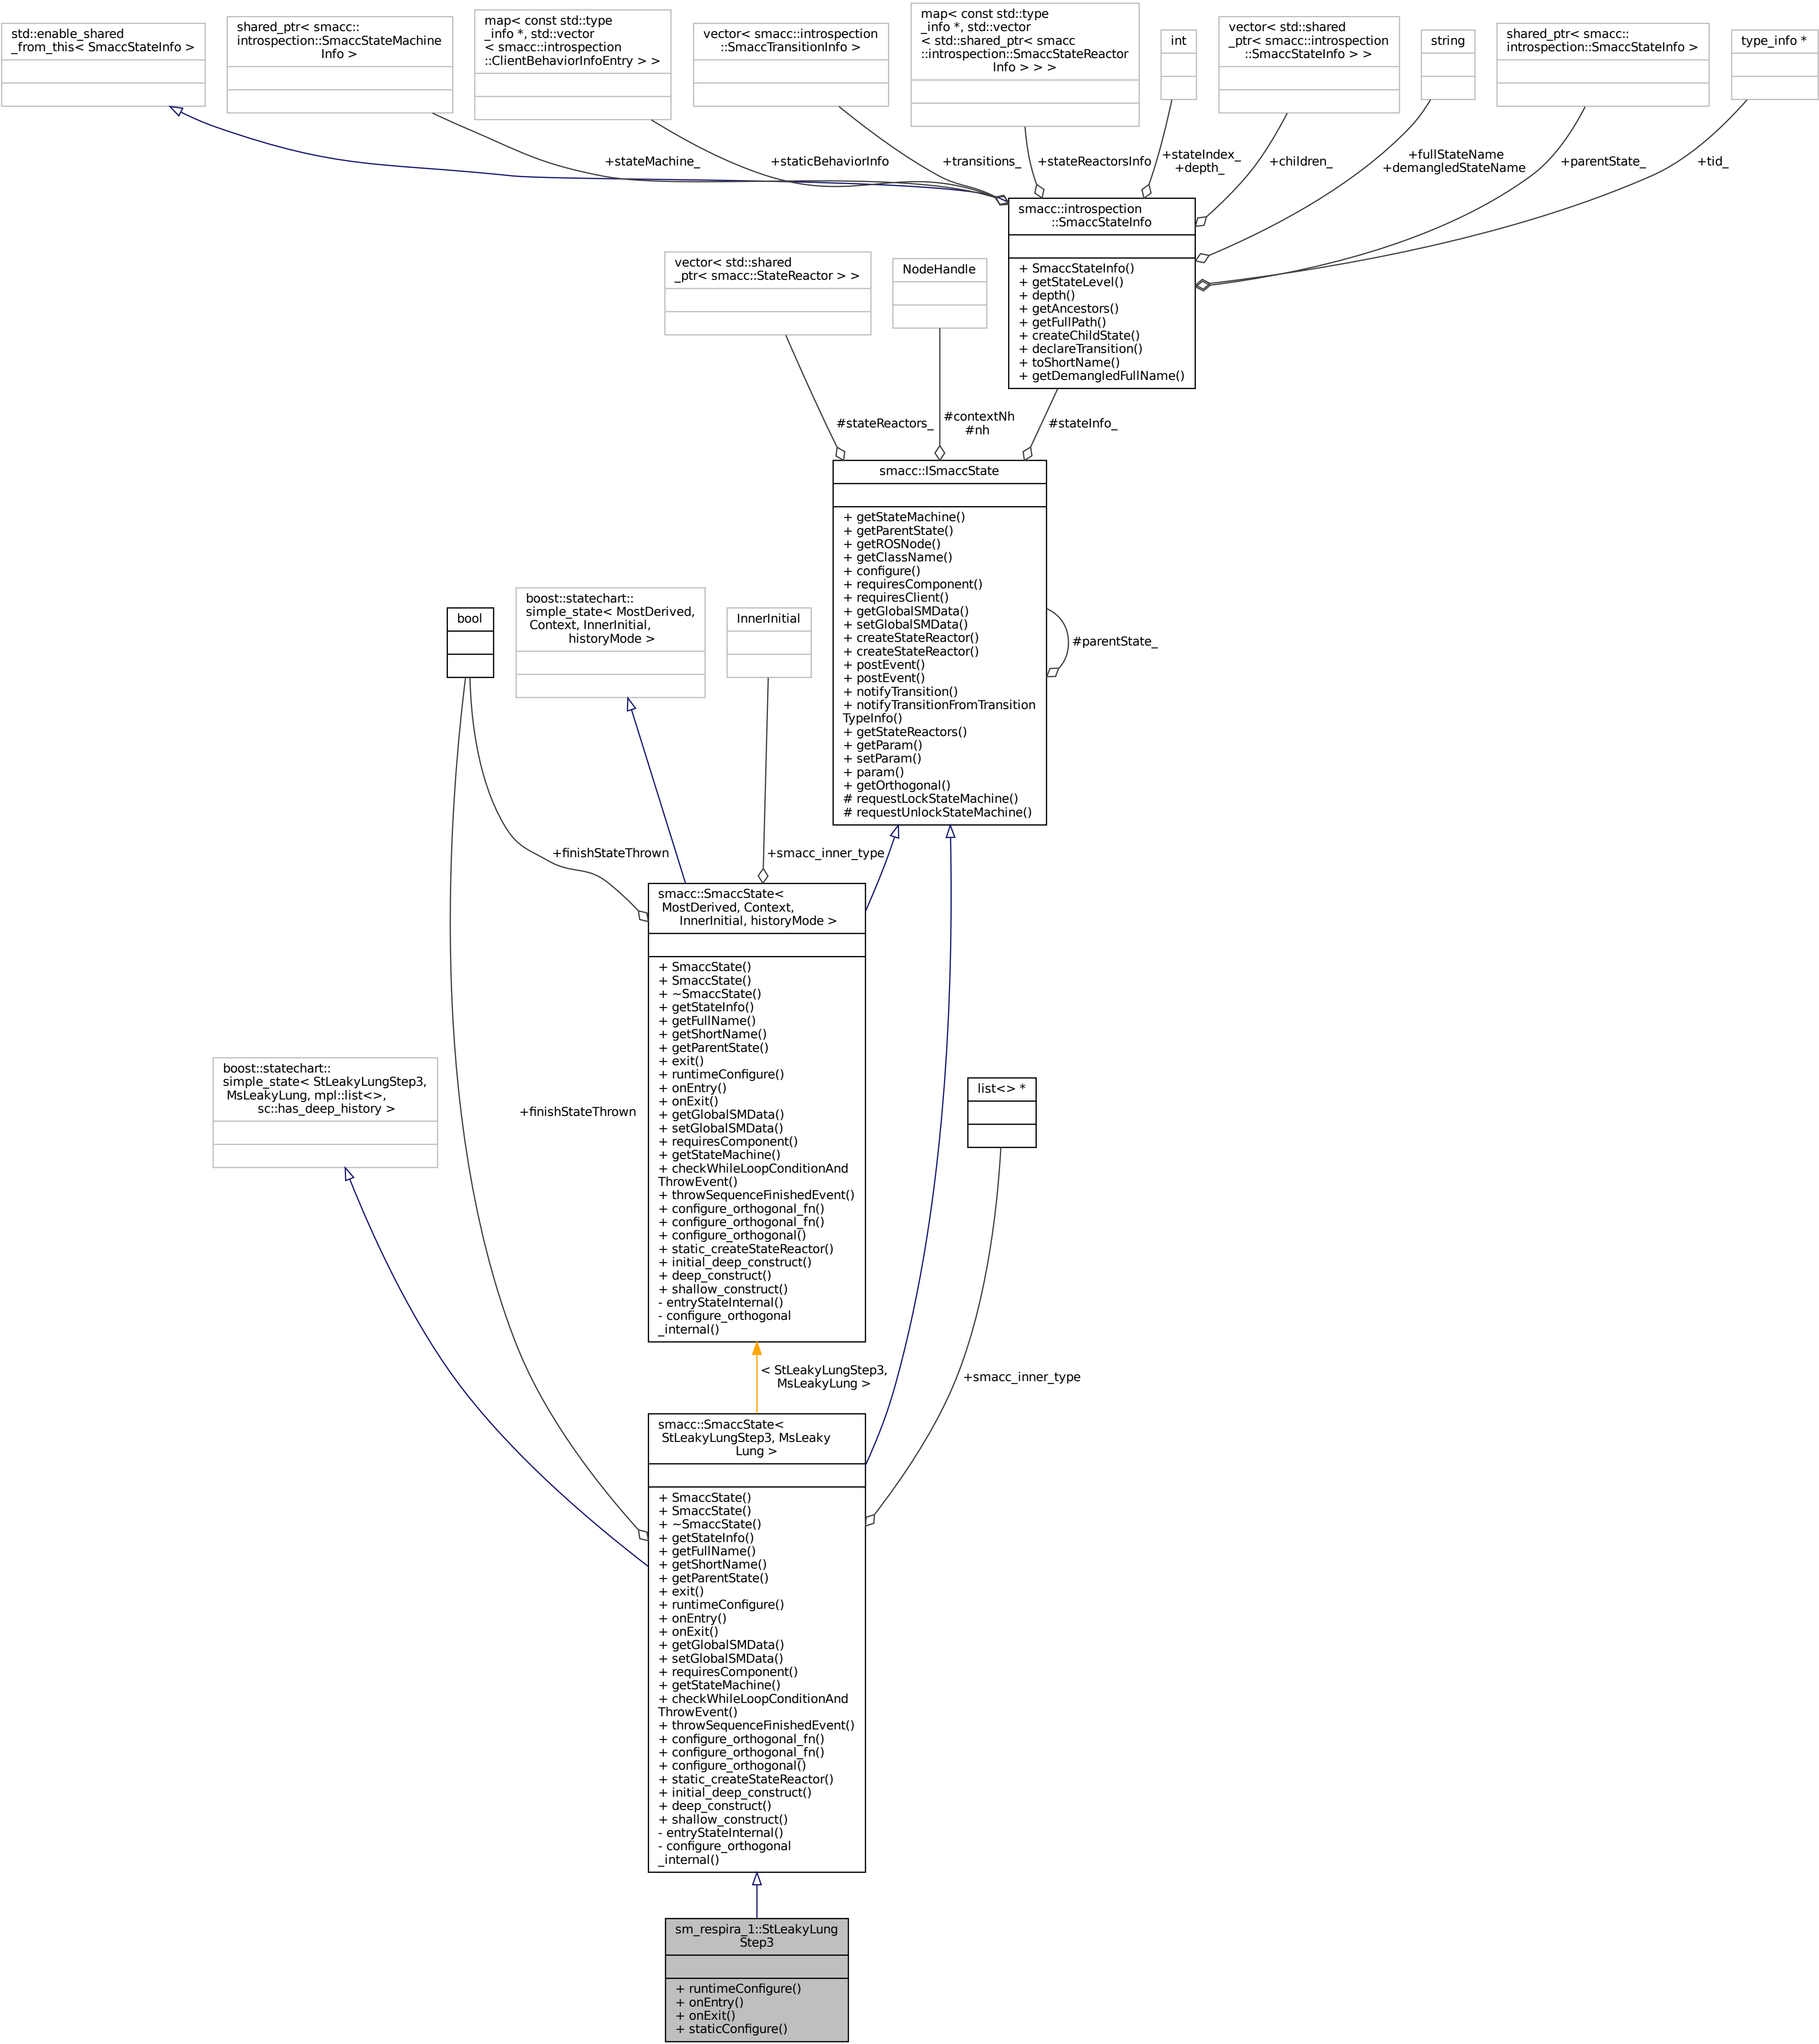 std::enable_shared
_from_this< SmaccStateInfo >
shared_ptr< smacc::
introspection::SmaccStateMachine
Info >
map< const std::type
_info *, std::vector
< smacc::introspection
::ClientBehaviorInfoEntry > >
vector< smacc::introspection
::SmaccTransitionInfo >
map< const std::type
_info *, std::vector
< std::shared_ptr< smacc
::introspection::SmaccStateReactor
Info > > >
int
vector< std::shared
_ptr< smacc::introspection
::SmaccStateInfo > >
string
shared_ptr< smacc::
introspection::SmaccStateInfo >
type_info *
+stateMachine_
+staticBehaviorInfo
+transitions_
+stateReactorsInfo
+stateIndex_
+depth_
+children_
+fullStateName
+demangledStateName
+parentState_
+tid_
smacc::introspection
::SmaccStateInfo
+ SmaccStateInfo()
+ getStateLevel()
+ depth()
+ getAncestors()
+ getFullPath()
+ createChildState()
+ declareTransition()
+ toShortName()
+ getDemangledFullName()
vector< std::shared
_ptr< smacc::StateReactor > >
NodeHandle
#stateReactors_
#contextNh
#nh
#stateInfo_
smacc::ISmaccState
+ getStateMachine()
+ getParentState()
+ getROSNode()
+ getClassName()
+ configure()
+ requiresComponent()
+ requiresClient()
+ getGlobalSMData()
+ setGlobalSMData()
+ createStateReactor()
+ createStateReactor()
+ postEvent()
+ postEvent()
+ notifyTransition()
+ notifyTransitionFromTransition
TypeInfo()
+ getStateReactors()
+ getParam()
+ setParam()
+ param()
+ getOrthogonal()
# requestLockStateMachine()
# requestUnlockStateMachine()
#parentState_
bool
boost::statechart::
simple_state< MostDerived,
Context, InnerInitial,
historyMode >
InnerInitial
+finishStateThrown
+smacc_inner_type
smacc::SmaccState<
MostDerived, Context,
InnerInitial, historyMode >
+ SmaccState()
+ SmaccState()
+ ~SmaccState()
+ getStateInfo()
+ getFullName()
+ getShortName()
+ getParentState()
+ exit()
+ runtimeConfigure()
+ onEntry()
+ onExit()
+ getGlobalSMData()
+ setGlobalSMData()
+ requiresComponent()
+ getStateMachine()
+ checkWhileLoopConditionAnd
ThrowEvent()
+ throwSequenceFinishedEvent()
+ configure_orthogonal_fn()
+ configure_orthogonal_fn()
+ configure_orthogonal()
+ static_createStateReactor()
+ initial_deep_construct()
+ deep_construct()
+ shallow_construct()
- entryStateInternal()
- configure_orthogonal
_internal()
boost::statechart::
simple_state< StLeakyLungStep3,
MsLeakyLung, mpl::list<>,
sc::has_deep_history >
+finishStateThrown
list<> *
< StLeakyLungStep3,
MsLeakyLung >
+smacc_inner_type
smacc::SmaccState<
StLeakyLungStep3, MsLeaky
Lung >
+ SmaccState()
+ SmaccState()
+ ~SmaccState()
+ getStateInfo()
+ getFullName()
+ getShortName()
+ getParentState()
+ exit()
+ runtimeConfigure()
+ onEntry()
+ onExit()
+ getGlobalSMData()
+ setGlobalSMData()
+ requiresComponent()
+ getStateMachine()
+ checkWhileLoopConditionAnd
ThrowEvent()
+ throwSequenceFinishedEvent()
+ configure_orthogonal_fn()
+ configure_orthogonal_fn()
+ configure_orthogonal()
+ static_createStateReactor()
+ initial_deep_construct()
+ deep_construct()
+ shallow_construct()
- entryStateInternal()
- configure_orthogonal
_internal()
sm_respira_1::StLeakyLung
Step3
+ runtimeConfigure()
+ onEntry()
+ onExit()
+ staticConfigure()